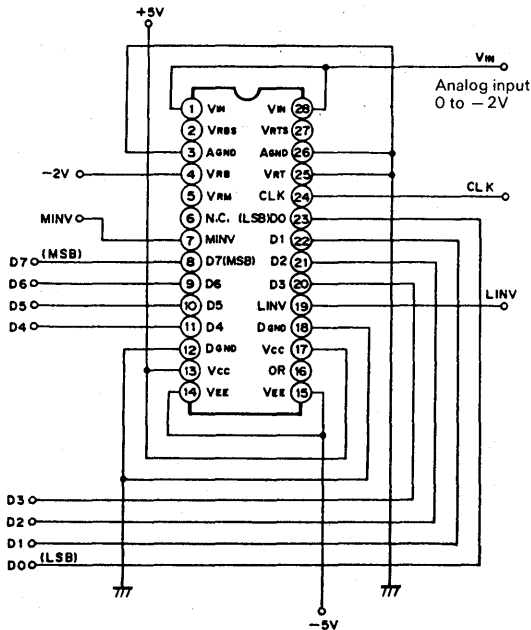 +5V
VIN
Analog input
0 to −2V
1 VIN VIN 28
2 VRBS VRTS 27
3 AGND AGND 26
−2V 4 VRB VRT 25
5 VRM CLK 24 CLK
MINV 6 N.C. (LSB)D0 23
7 MINV D1 22
D7 (MSB) 8 D7(MSB) D2 21
D6 9 D6 D3 20
D5 10 D5 LINV 19 LINV
D4 11 D4 DGND 18
12 DGND VCC 17
13 VCC OR 16
14 VEE VEE 15
D3
D2
D1
D0 (LSB)
−5V